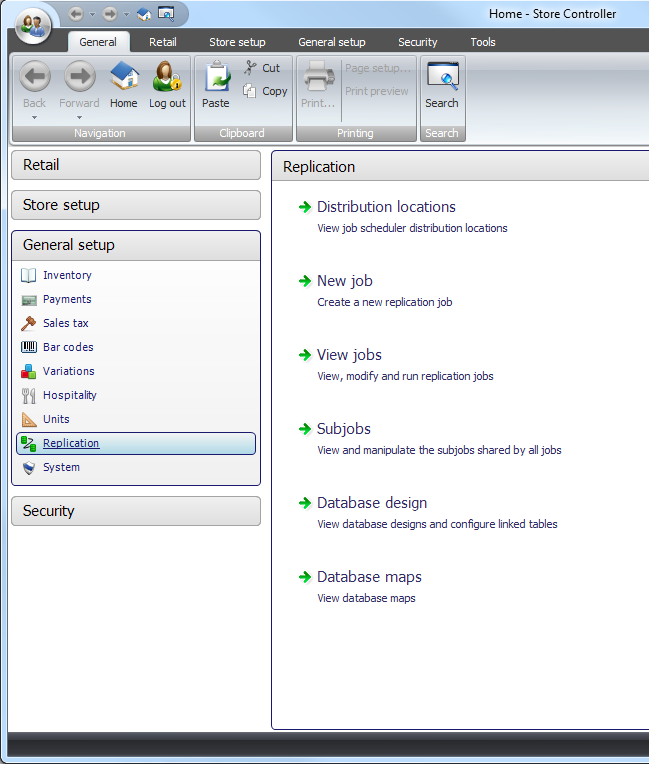 Home - Store Controller
General Retail Store setup General setup Security Tools
Back Forward Home Log out Paste Cut Copy Print... Page setup... Print preview Search
Navigation Clipboard Printing Search
Retail
Store setup
General setup
Inventory
Payments
Sales tax
Bar codes
Variations
Hospitality
Units
Replication
System
Security
Replication
Distribution locations
View job scheduler distribution locations
New job
Create a new replication job
View jobs
View, modify and run replication jobs
Subjobs
View and manipulate the subjobs shared by all jobs
Database design
View database designs and configure linked tables
Database maps
View database maps